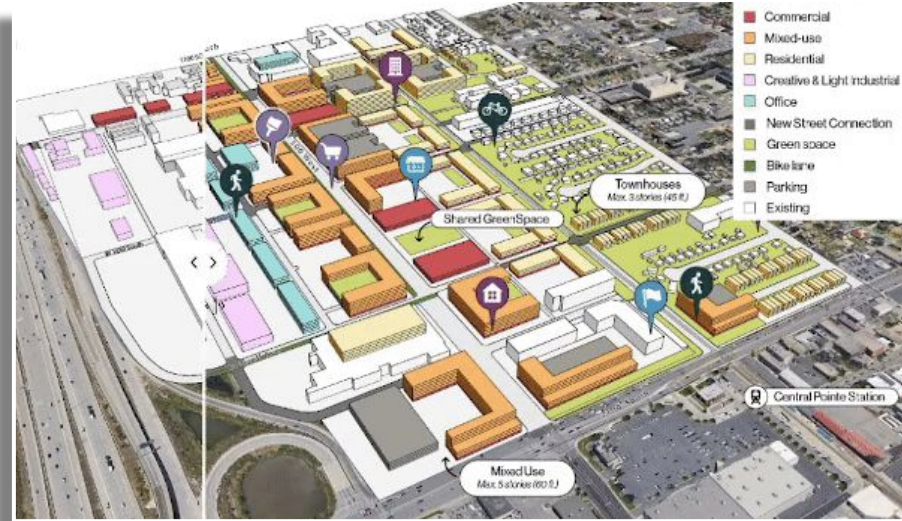 Commercial
Mixed-use
Residential
Creative & Light Industrial
Office
New Street Connection
Green space
Bike lane
Parking
Existing
Townhouses
Max. 3 stories (45 ft.)
Shared GreenSpace
Central Pointe Station
Mixed Use
Max. 5 stories (60 ft.)